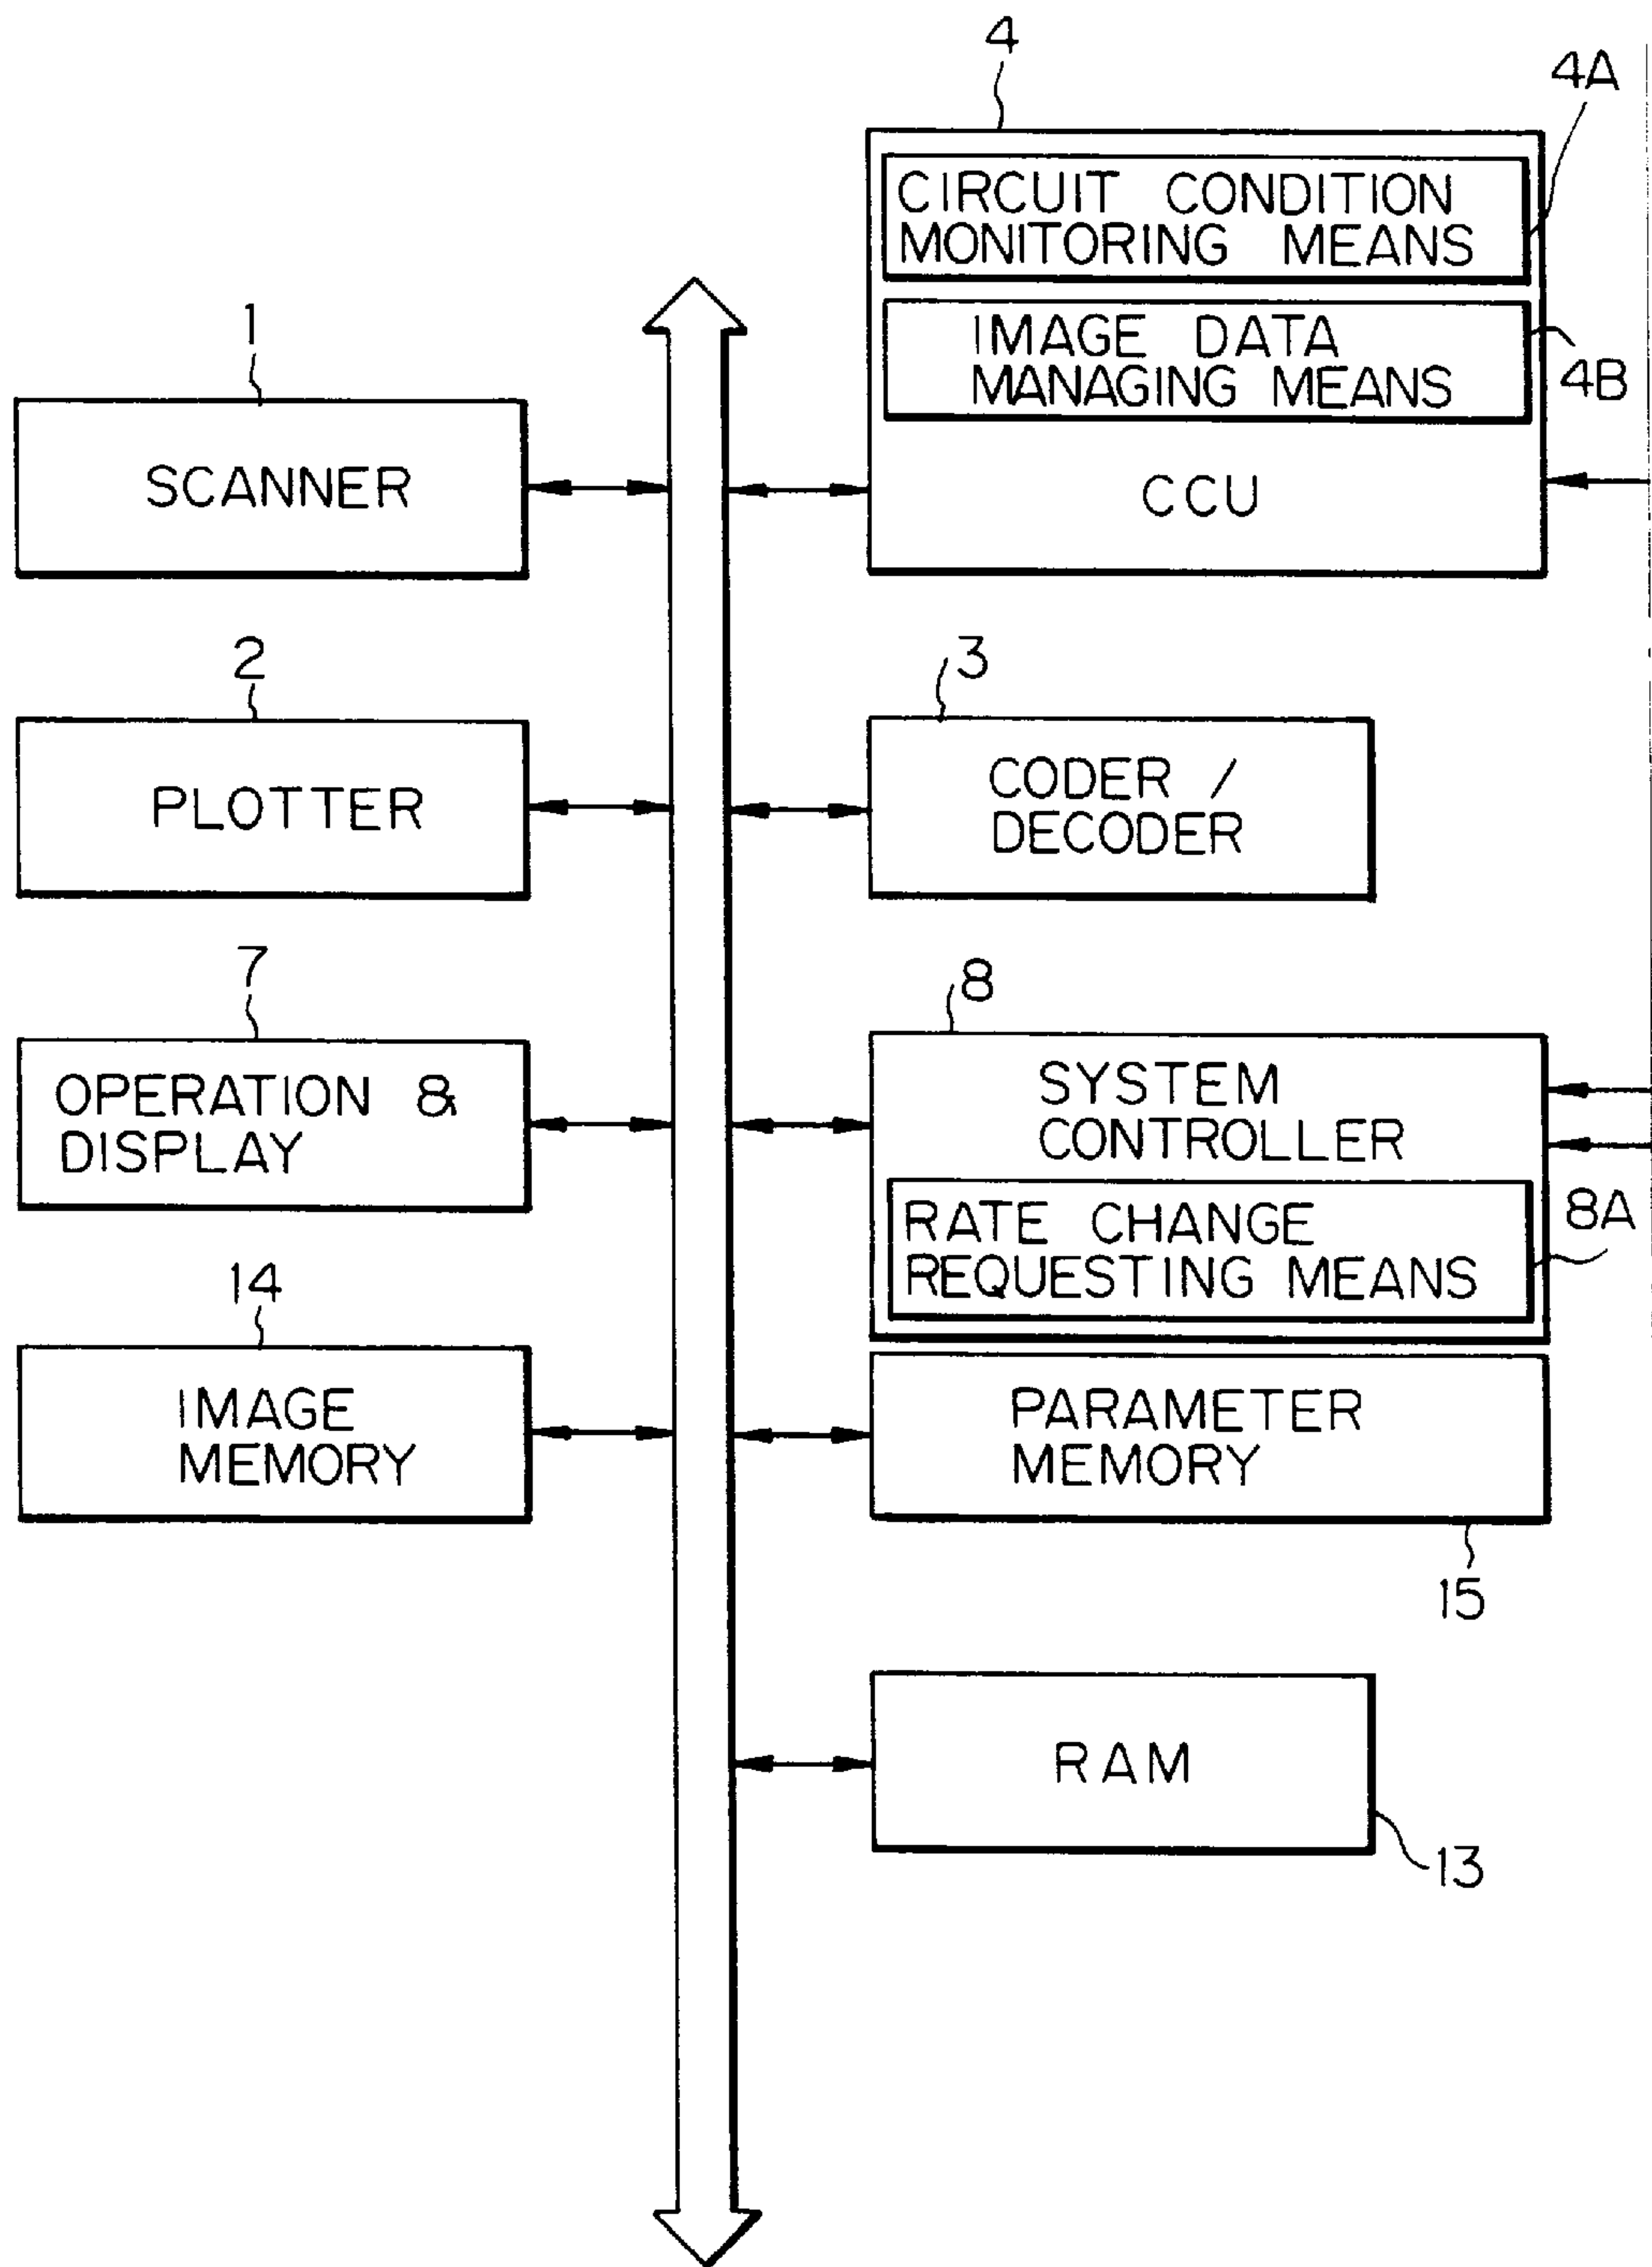 4
4A
CIRCUIT CONDITION
MONITORING MEANS
IMAGE DATA
MANAGING MEANS
4B
CCU
1
SCANNER
2
PLOTTER
3
CODER /
DECODER
7
OPERATION &
DISPLAY
8
SYSTEM
CONTROLLER
RATE CHANGE
REQUESTING MEANS
8A
14
IMAGE
MEMORY
PARAMETER
MEMORY
15
RAM
13